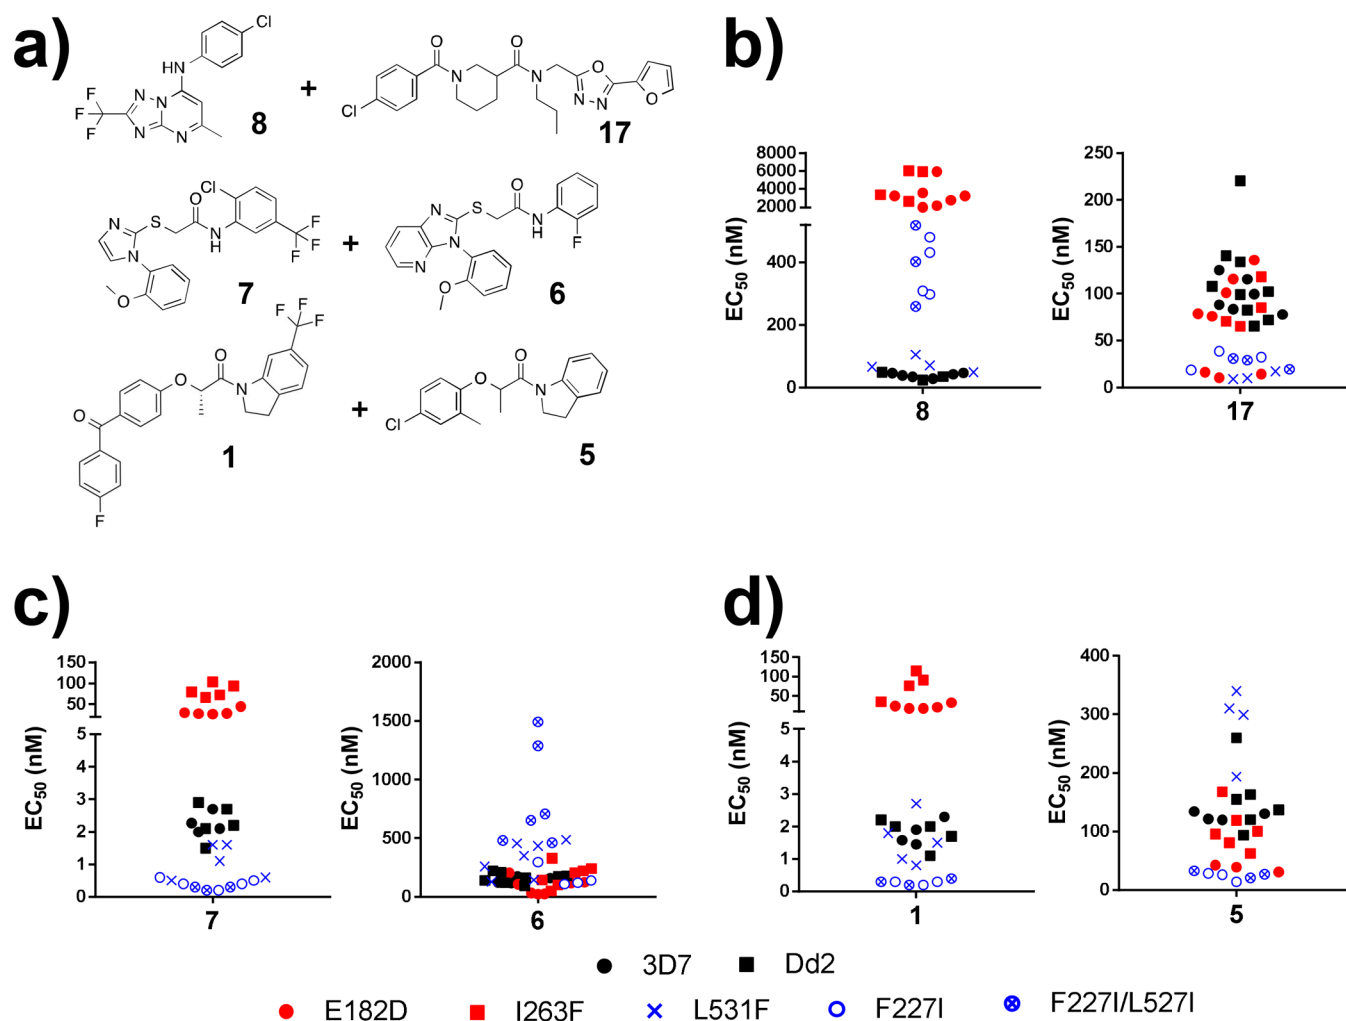 a)
Cl
HN
F
F
F
N
N
N
N
8
+
O
O
Cl
N
N
O
N
N
O
17
Cl
O
N
S
N
N
H
F
F
F
O
7
+
N
S
O
N
H
F
N
N
O
6
F
F
F
O
O
N
O
F
1
+
O
O
N
Cl
5
b)
EC50 (nM)
8000
6000
4000
2000
400
200
0
8
EC50 (nM)
250
200
150
100
50
0
17
c)
EC50 (nM)
150
100
50
5
4
3
2
1
0
7
EC50 (nM)
2000
1500
1000
500
0
6
d)
EC50 (nM)
150
100
50
5
4
3
2
1
0
1
EC50 (nM)
400
300
200
100
0
5
3D7 Dd2
E182D I263F L531F F227I F227I/L527I